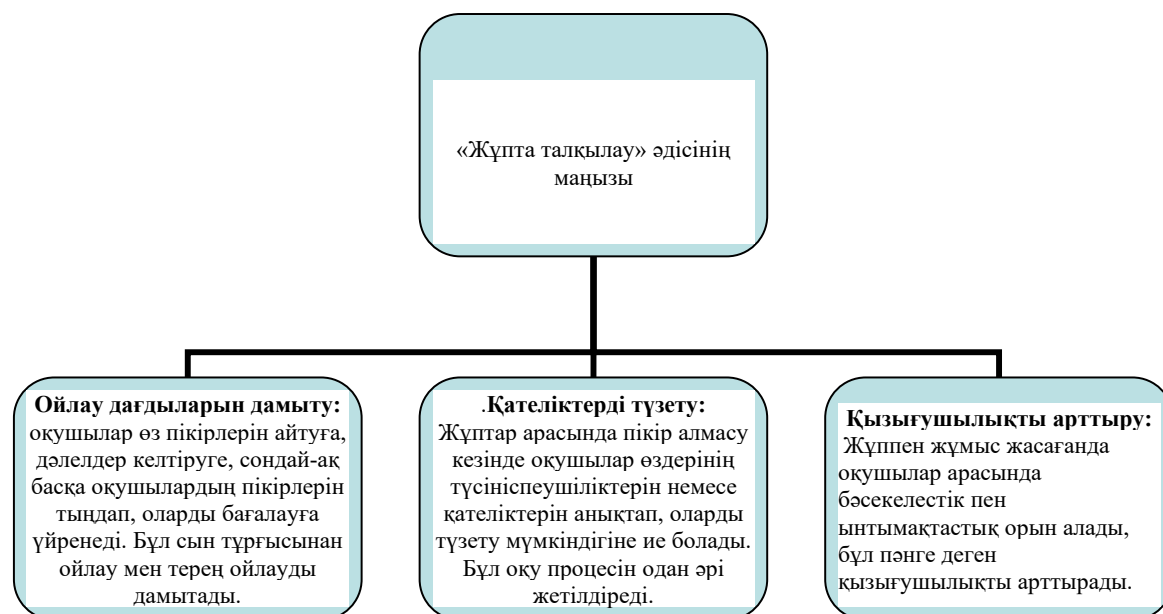 «Жұпта талқылау» әдісінің
маңызы
Ойлау дағдыларын дамыту:
оқушылар өз пікірлерін айтуға,
дәлелдер келтіруге, сондай-ақ
басқа оқушылардың пікірлерін
тыңдап, оларды бағалауға
үйренеді. Бұл сын тұрғысынан
ойлау мен терең ойлауды
дамытады.
.Қателіктерді түзету:
Жұптар арасында пікір алмасу
кезінде оқушылар өздерінің
түсініспеушіліктерін немесе
қателіктерін анықтап, оларды
түзету мүмкіндігіне ие болады.
Бұл оқу процесін одан әрі
жетілдіреді.
Қызығушылықты арттыру:
Жұппен жұмыс жасағанда
оқушылар арасында
бәсекелестік пен
ынтымақтастық орын алады,
бұл пәнге деген
қызығушылықты арттырады.